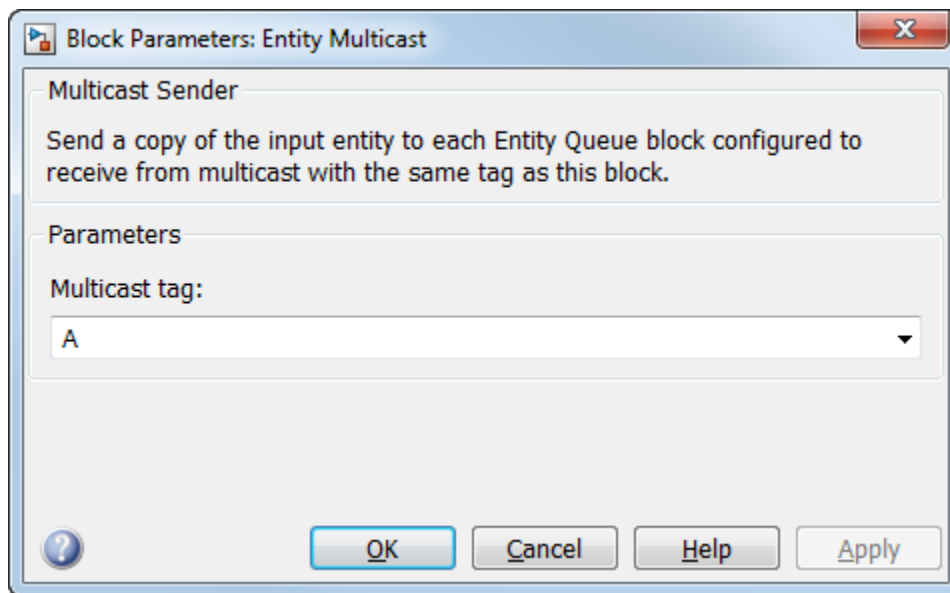 Block Parameters: Entity Multicast
Multicast Sender
Send a copy of the input entity to each Entity Queue block configured to
receive from multicast with the same tag as this block.
Parameters
Multicast tag:
A
OK
Cancel
Help
Apply